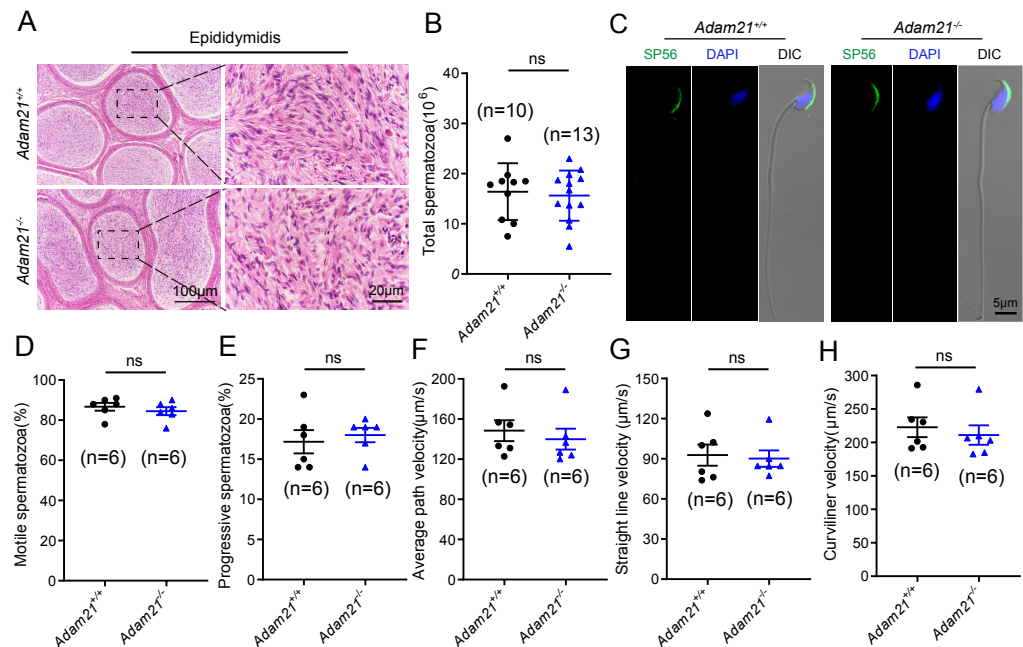 A
Epididymidis
Adam21+/+
Adam21-/-
100μm
20μm
B
ns
Total spermatozoa(10^6)
40
30
20
10
0
(n=10)
(n=13)
Adam21+/+
Adam21-/-
C
Adam21+/+
Adam21-/-
SP56 DAPI DIC SP56 DAPI DIC
5μm
D
ns
Motile spermatozoa(%)
100
80
60
40
20
0
(n=6) (n=6)
Adam21+/+
Adam21-/-
E
ns
Progressive spermatozoa(%)
25
20
15
10
5
0
(n=6) (n=6)
Adam21+/+
Adam21-/-
F
ns
Average path velocity(μm/s)
200
160
120
80
40
0
(n=6) (n=6)
Adam21+/+
Adam21-/-
G
ns
Straight line velocity (μm/s)
150
120
90
60
30
0
(n=6) (n=6)
Adam21+/+
Adam21-/-
H
ns
Curviliner velocity(μm/s)
300
250
200
150
100
50
0
(n=6) (n=6)
Adam21+/+
Adam21-/-